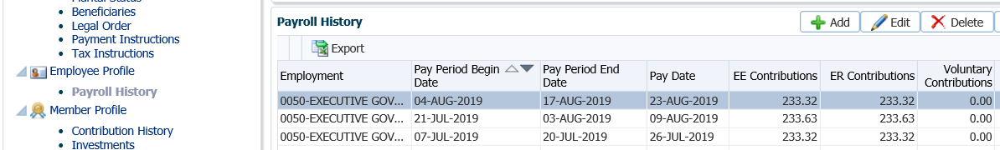 Beneficiaries
Legal Order
Payment Instructions
Tax Instructions
Employee Profile
Payroll History
Member Profile
Contribution History
Investments
Payroll History
Add Edit Delete
Export
Employment Pay Period Begin Date Pay Period End Date Pay Date EE Contributions ER Contributions Voluntary Contributions
0050-EXECUTIVE GOV... 04-AUG-2019 17-AUG-2019 23-AUG-2019 233.32 233.32 0.00
0050-EXECUTIVE GOV... 21-JUL-2019 03-AUG-2019 09-AUG-2019 233.63 233.63 0.00
0050-EXECUTIVE GOV... 07-JUL-2019 20-JUL-2019 26-JUL-2019 233.32 233.32 0.00